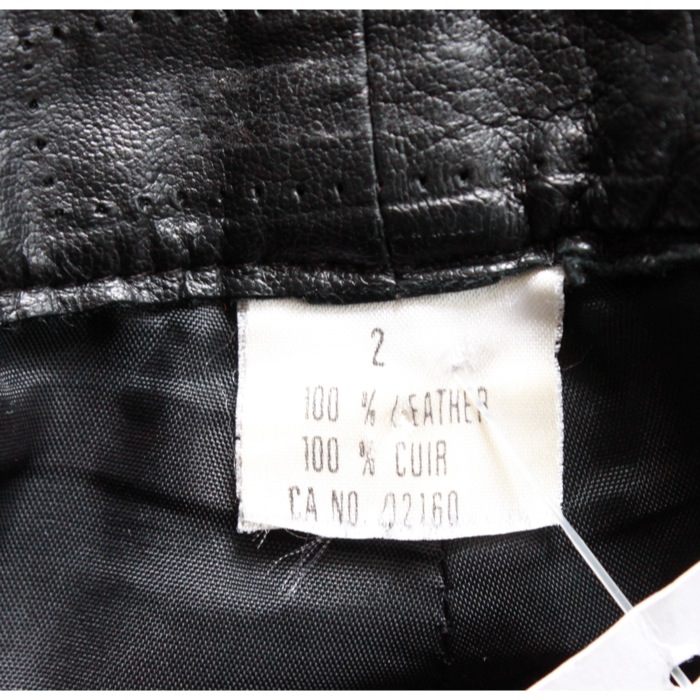 2
100 % LEATHER
100 % CUIR
CA NO. 02160